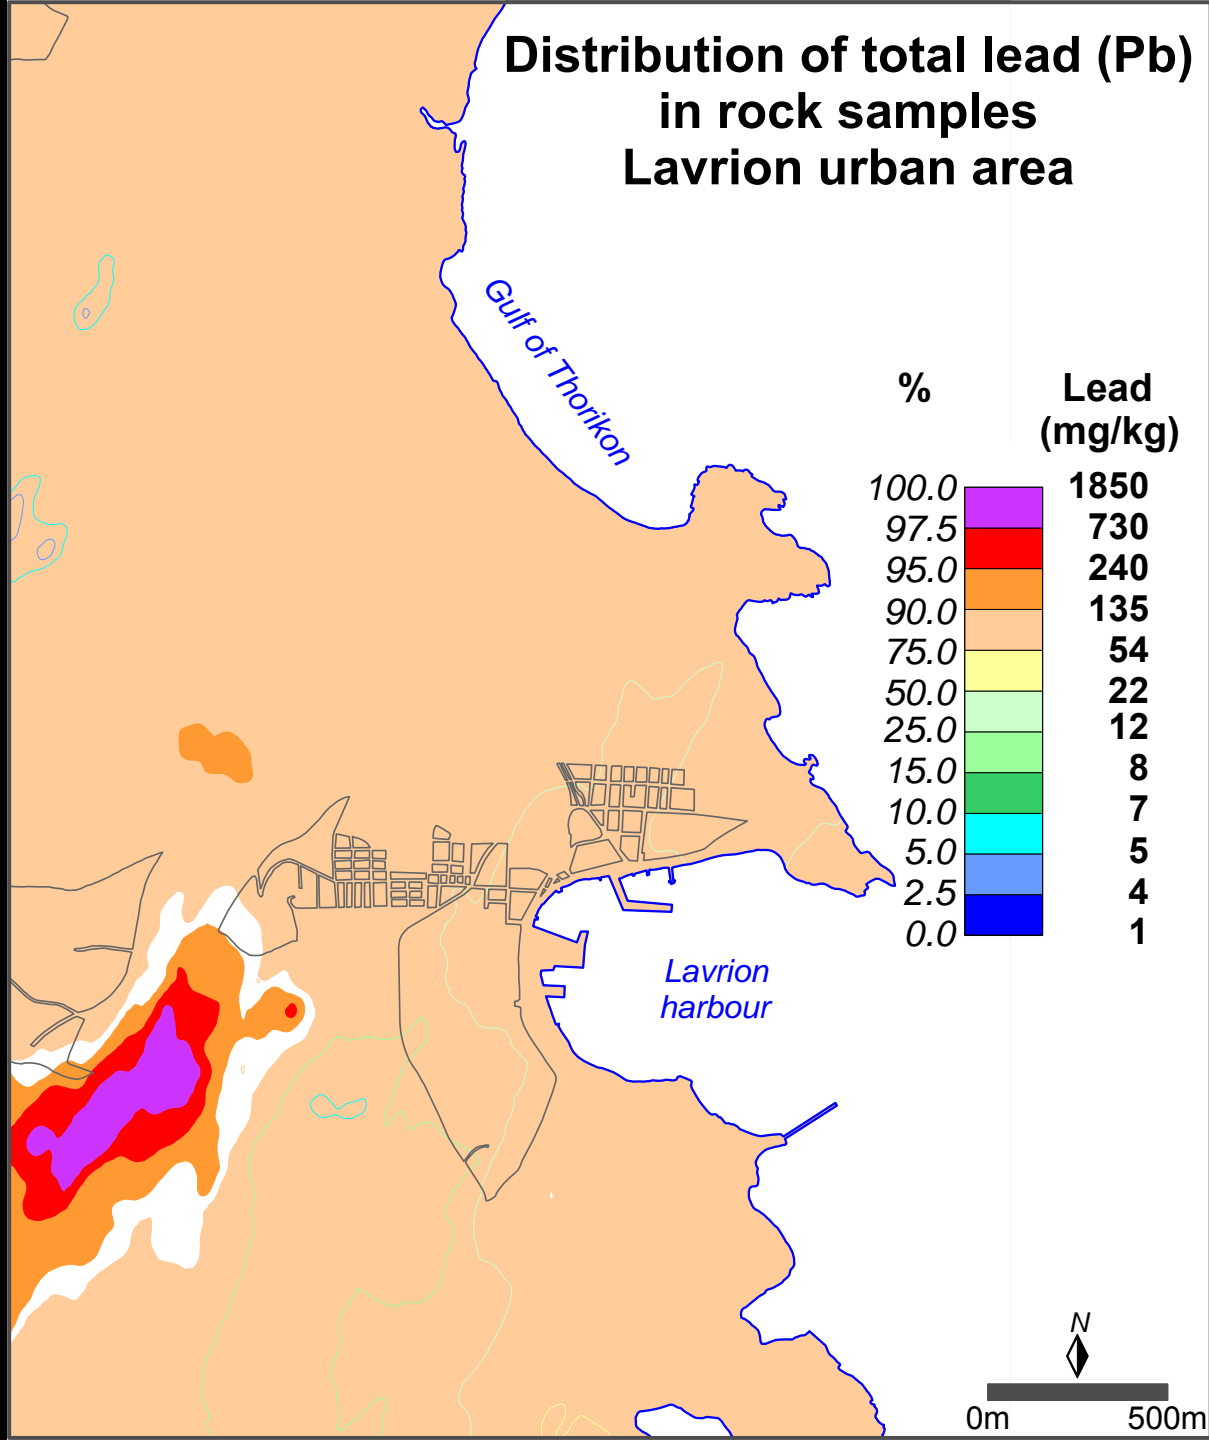 Distribution of total lead (Pb)
in rock samples
Lavrion urban area
Gulf of Thorikon
% Lead
(mg/kg)
100.0 1850
97.5 730
95.0 240
90.0 135
75.0 54
50.0 22
25.0 12
15.0 8
10.0 7
5.0 5
2.5 4
0.0 1
Lavrion
harbour
N
0m 500m